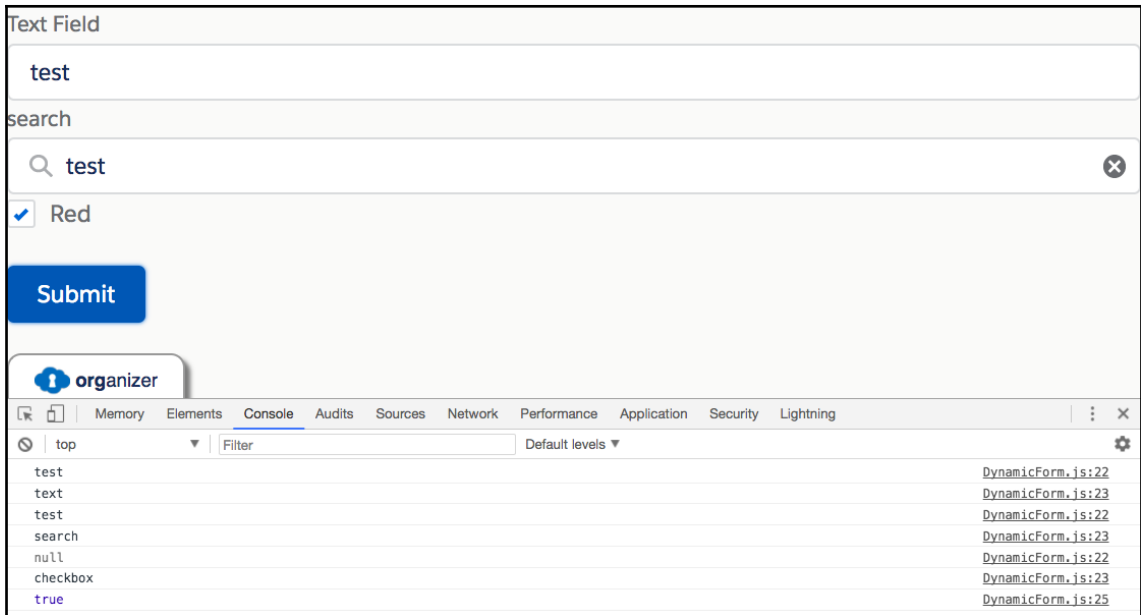 Text Field
test
search
test
Red
Submit
organizer
Memory Elements Console Audits Sources Network Performance Application Security Lightning
top Filter Default levels
test DynamicForm.js:22
text DynamicForm.js:23
test DynamicForm.js:22
search DynamicForm.js:23
null DynamicForm.js:22
checkbox DynamicForm.js:23
true DynamicForm.js:25